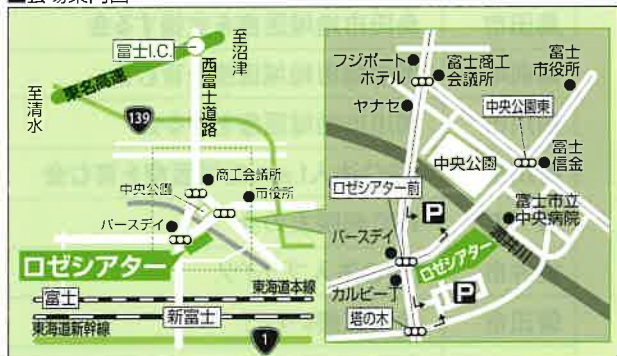 ■会場案内図
至沼津
富士I.C.
東名高速
至清水
西富士道路
139
商工会議所
中央公園
市役所
バースデイ
ロゼシアター
東海道本線
富士
新富士
東海道新幹線
1
フジポート
ホテル
富士商工
会議所
富士
市役所
ヤナセ
中央公園東
中央公園
富士
信金
ロゼシアター前
P
富士市立
中央病院
潤井川
バースデイ
ロゼシアター
カルビー
P
塔の木